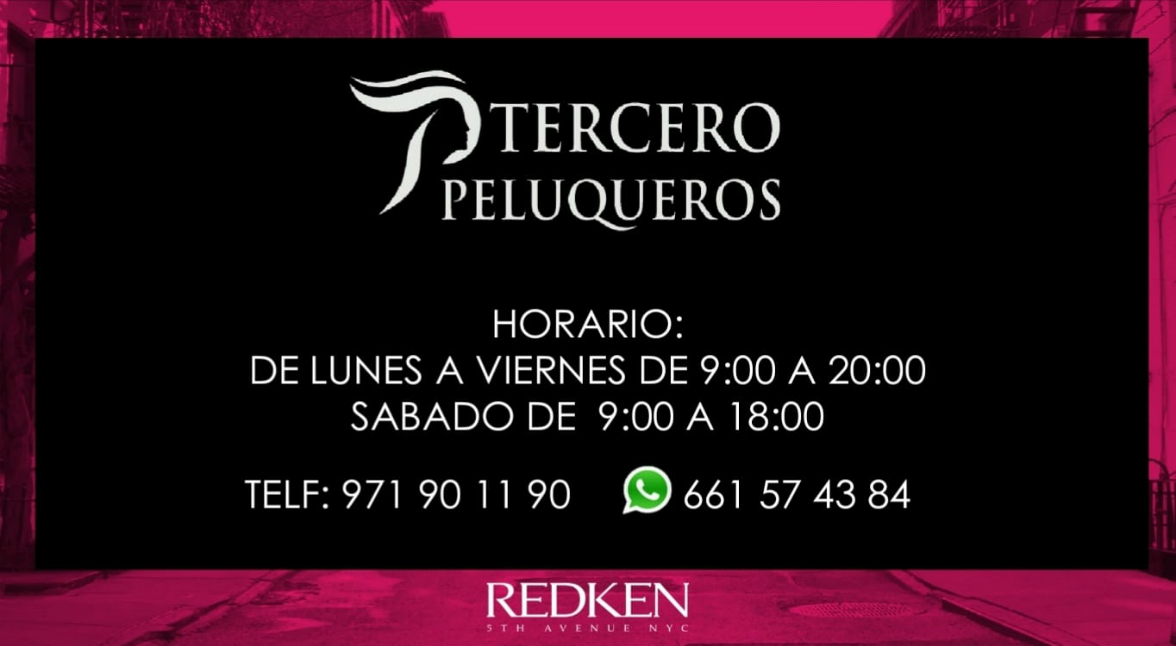 TERCERO
PELUQUEROS
HORARIO:
DE LUNES A VIERNES DE 9:00 A 20:00
SABADO DE 9:00 A 18:00
TELF: 971 90 11 90 661 57 43 84
REDKEN
5TH AVENUE NYC